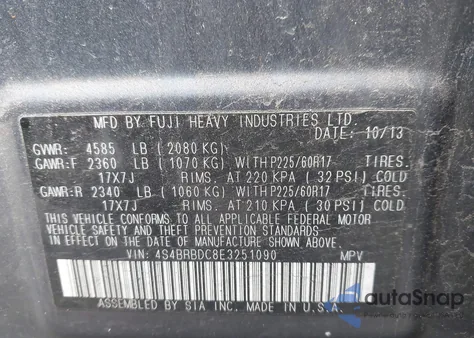 MFD BY FUJI HEAVY INDUSTRIES LTD.
DATE: 10/13
GVWR: 4585 LB (2080 KG)
GAWR:F 2360 LB (1070 KG) WITH P225/60R17 TIRES.
17X7J RIMS. AT 220 KPA (32 PSI) COLD
GAWR:R 2340 LB (1060 KG) WITH P225/60R17 TIRES.
17X7J RIMS. AT 210 KPA (30 PSI) COLD
THIS VEHICLE CONFORMS TO ALL APPLICABLE FEDERAL MOTOR
VEHICLE SAFETY AND THEFT PREVENTION STANDARDS IN EFFECT
ON THE DATE OF MANUFACTURE SHOWN ABOVE.
VIN: 4S4BRBDC8E3251090 MPV
ASSEMBLED BY SIA INC. MADE IN U.S.A.
autoSnap